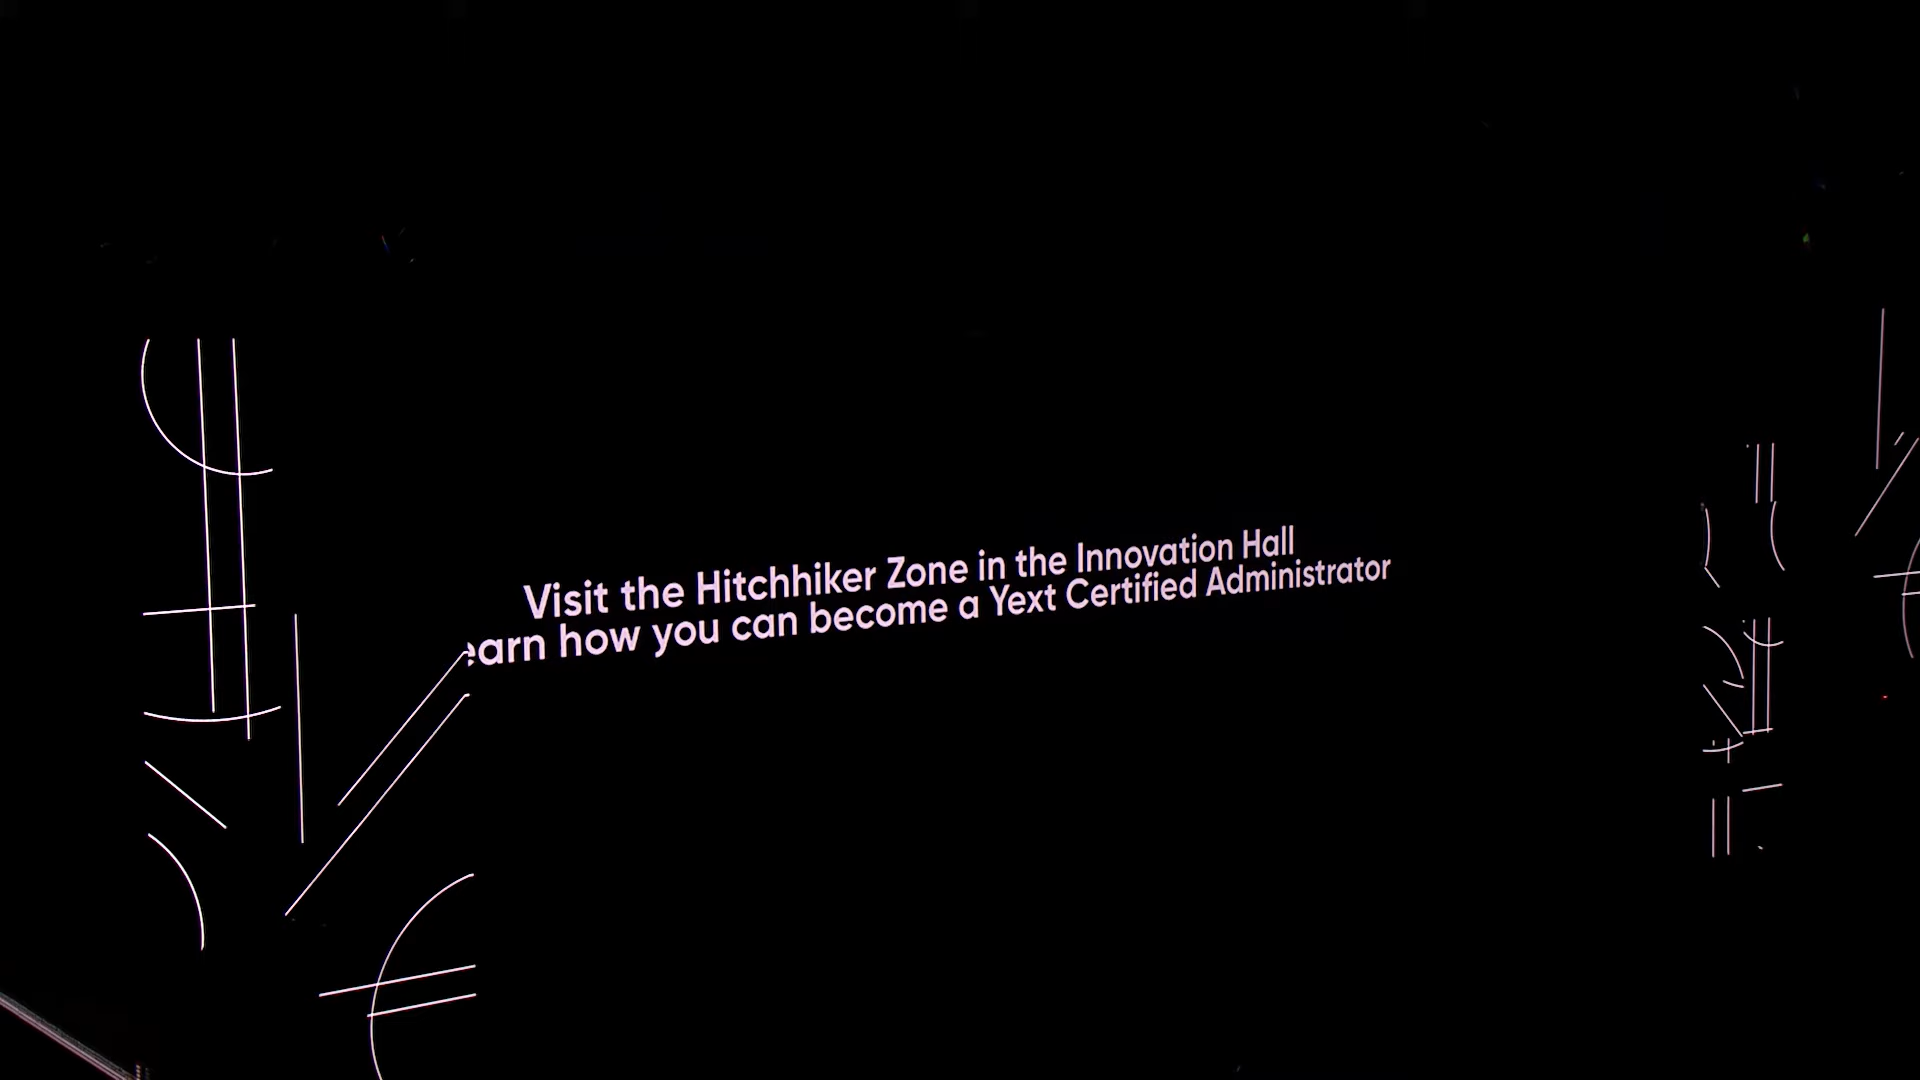 Visit the Hitchhiker Zone in the Innovation Hall
earn how you can become a Yext Certified Administrator